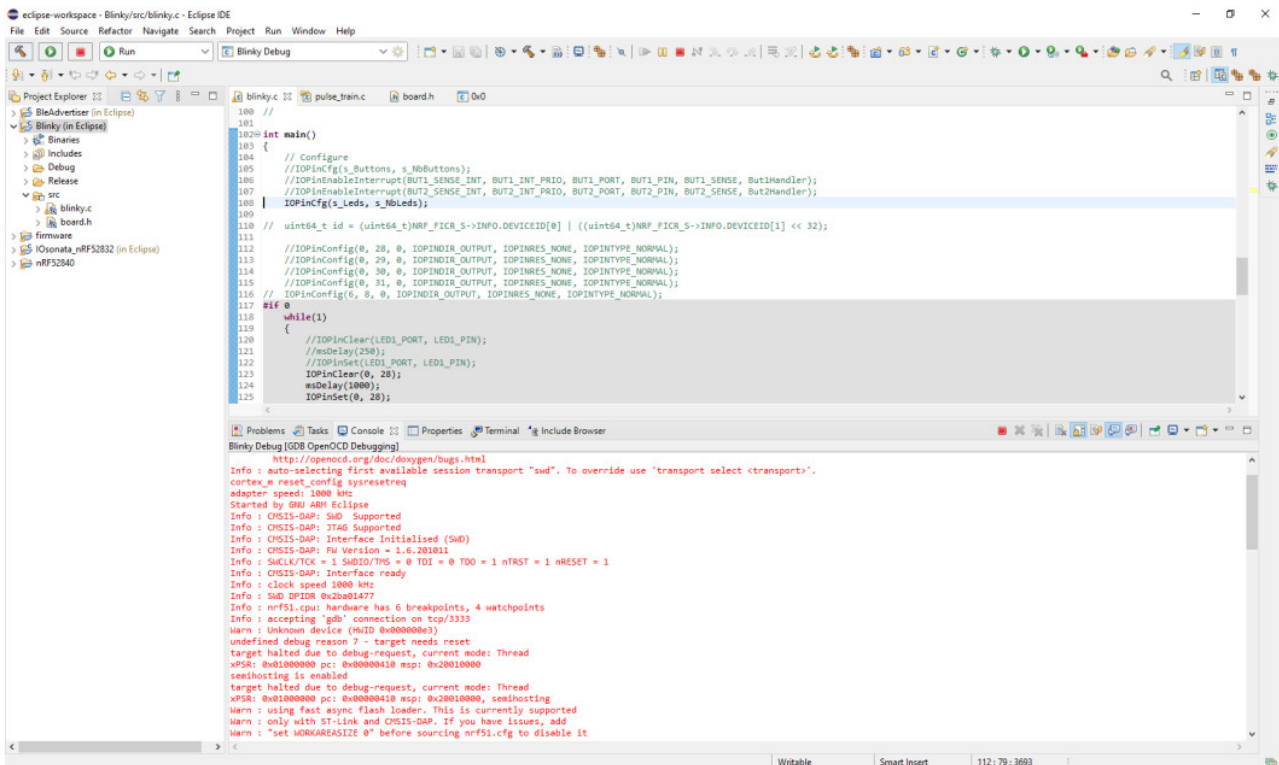 eclipse-workspace - Blinky/src/blinky.c - Eclipse IDE
File Edit Source Refactor Navigate Search Project Run Window Help
Run
Blinky Debug
Project Explorer
BleAdvertiser (in Eclipse)
Blinky (in Eclipse)
Binaries
Includes
Debug
Release
src
blinky.c
board.h
firmware
IOsonata_nRF52832 (in Eclipse)
nRF52840
blinky.c
pulse_train.c
board.h
0x0
100 //
101
102 int main()
103 {
104 // Configure
105 //IOPinCfg(s_Buttons, s_NbButtons);
106 //IOPinEnableInterrupt(BUT1_SENSE_INT, BUT1_INT_PRIO, BUT1_PORT, BUT1_PIN, BUT1_SENSE, But1Handler);
107 //IOPinEnableInterrupt(BUT2_SENSE_INT, BUT2_INT_PRIO, BUT2_PORT, BUT2_PIN, BUT2_SENSE, But2Handler);
108 IOPinCfg(s_Leds, s_NbLeds);
109
110 // uint64_t id = (uint64_t)NRF_FICR_S->INFO.DEVICEID[0] | ((uint64_t)NRF_FICR_S->INFO.DEVICEID[1] << 32);
111
112 //IOPinConfig(0, 28, 0, IOPINDIR_OUTPUT, IOPINRES_NONE, IOPINTYPE_NORMAL);
113 //IOPinConfig(0, 29, 0, IOPINDIR_OUTPUT, IOPINRES_NONE, IOPINTYPE_NORMAL);
114 //IOPinConfig(0, 30, 0, IOPINDIR_OUTPUT, IOPINRES_NONE, IOPINTYPE_NORMAL);
115 //IOPinConfig(0, 31, 0, IOPINDIR_OUTPUT, IOPINRES_NONE, IOPINTYPE_NORMAL);
116 // IOPinConfig(6, 8, 0, IOPINDIR_OUTPUT, IOPINRES_NONE, IOPINTYPE_NORMAL);
117 #if 0
118 while(1)
119 {
120 //IOPinClear(LED1_PORT, LED1_PIN);
121 //msDelay(250);
122 //IOPinSet(LED1_PORT, LED1_PIN);
123 IOPinClear(0, 28);
124 msDelay(1000);
125 IOPinSet(0, 28);
Problems Tasks Console Properties Terminal Include Browser
Blinky Debug [GDB OpenOCD Debugging]
http://openocd.org/doc/doxygen/bugs.html
Info : auto-selecting first available session transport "swd". To override use 'transport select <transport>'.
cortex_m reset_config sysresetreq
adapter speed: 1000 kHz
Started by GNU ARM Eclipse
Info : CMSIS-DAP: SWD  Supported
Info : CMSIS-DAP: JTAG Supported
Info : CMSIS-DAP: Interface Initialised (SWD)
Info : CMSIS-DAP: FW Version = 1.6.201011
Info : SWCLK/TCK = 1 SWDIO/TMS = 0 TDI = 0 TDO = 1 nTRST = 1 nRESET = 1
Info : CMSIS-DAP: Interface ready
Info : clock speed 1000 kHz
Info : SWD DPIDR 0x2ba01477
Info : nrf51.cpu: hardware has 6 breakpoints, 4 watchpoints
Info : accepting 'gdb' connection on tcp/3333
Warn : Unknown device (HWID 0x000000e3)
undefined debug reason 7 - target needs reset
target halted due to debug-request, current mode: Thread
xPSR: 0x01000000 pc: 0x00000410 msp: 0x20010000
semihosting is enabled
target halted due to debug-request, current mode: Thread
xPSR: 0x01000000 pc: 0x00000410 msp: 0x20010000, semihosting
Warn : using fast async flash loader. This is currently supported
Warn : only with ST-Link and CMSIS-DAP. If you have issues, add
Warn : "set WORKAREASIZE 0" before sourcing nrf51.cfg to disable it
Writable
Smart Insert
112 : 79 : 3693